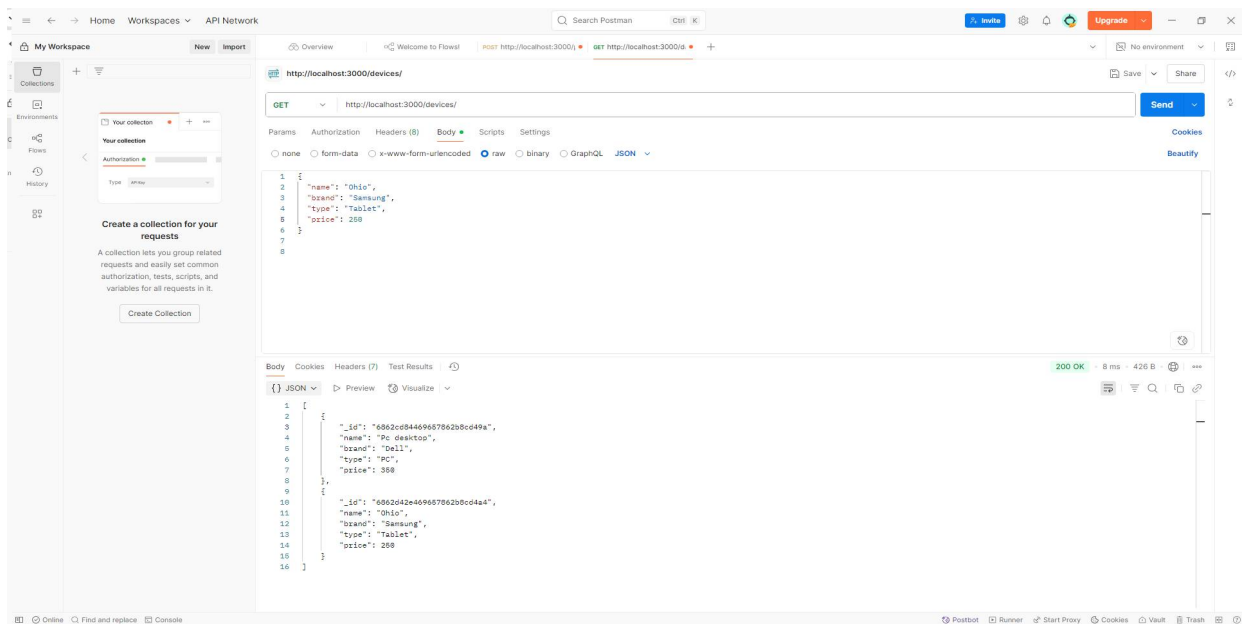 Home Workspaces API Network
Search Postman Ctrl K
Invite
Upgrade
My Workspace New Import
Overview Welcome to Flows! POST http://localhost:3000/ GET http://localhost:3000/d
No environment
Collections
Environments
Flows
History
http://localhost:3000/devices/
Save Share
GET http://localhost:3000/devices/ Send
Params Authorization Headers (8) Body Scripts Settings Cookies
none form-data x-www-form-urlencoded raw binary GraphQL JSON Beautify
Your collecton
Your collection
Authorization
Type API Key
Create a collection for your
requests
A collection lets you group related
requests and easily set common
authorization, tests, scripts, and
variables for all requests in it.
Create Collection
1 {
2 "name": "Ohio",
3 "brand": "Samsung",
4 "type": "Tablet",
5 "price": 250
6 }
7
8
Body Cookies Headers (7) Test Results 200 OK 8 ms 426 B
{} JSON Preview Visualize
1 [
2 {
3 "_id": "6862cd84469657862b8cd49a",
4 "name": "Pc desktop",
5 "brand": "Dell",
6 "type": "PC",
7 "price": 350
8 },
9 {
10 "_id": "6862d42e469657862b8cd4a4",
11 "name": "Ohio",
12 "brand": "Samsung",
13 "type": "Tablet",
14 "price": 250
15 }
16 ]
Online Find and replace Console
Postbot Runner Start Proxy Cookies Vault Trash